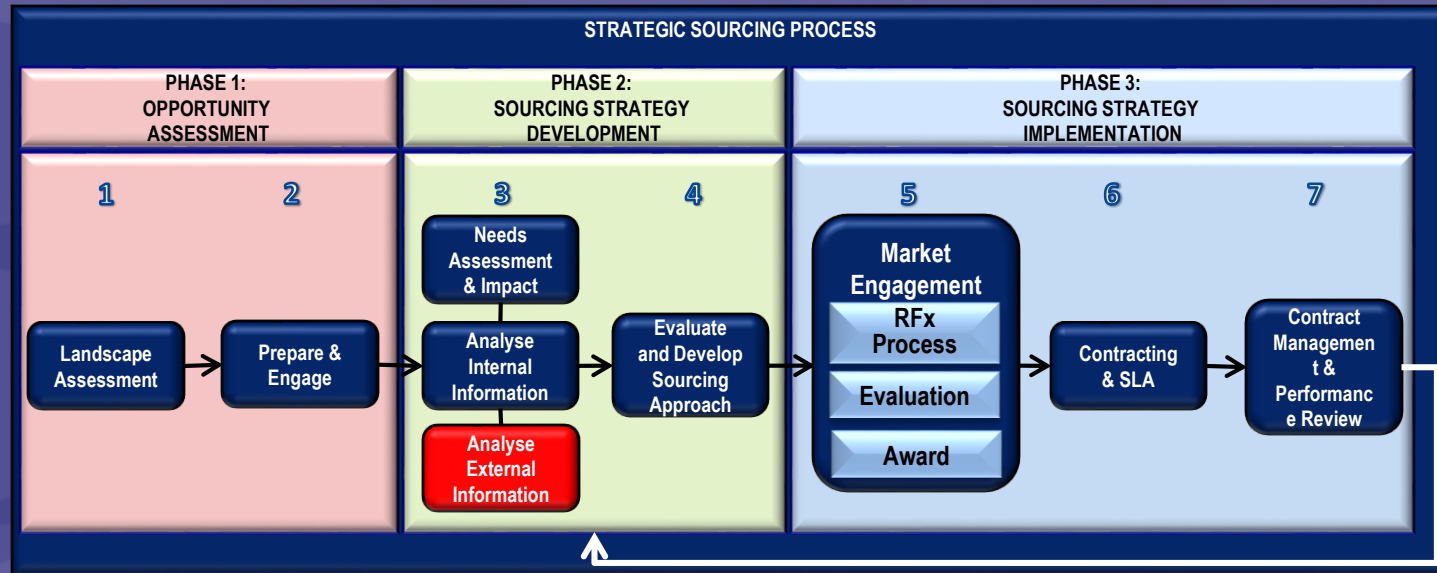 STRATEGIC SOURCING PROCESS
PHASE 1:
OPPORTUNITY
ASSESSMENT
PHASE 2:
SOURCING STRATEGY
DEVELOPMENT
PHASE 3:
SOURCING STRATEGY
IMPLEMENTATION
1
2
3
4
5
6
7
Landscape
Assessment
Prepare &
Engage
Needs
Assessment
& Impact
Analyse
Internal
Information
Analyse
External
Information
Evaluate
and Develop
Sourcing
Approach
Market
Engagement
RFx
Process
Evaluation
Award
Contracting
& SLA
Contract
Managemen
t &
Performanc
e Review